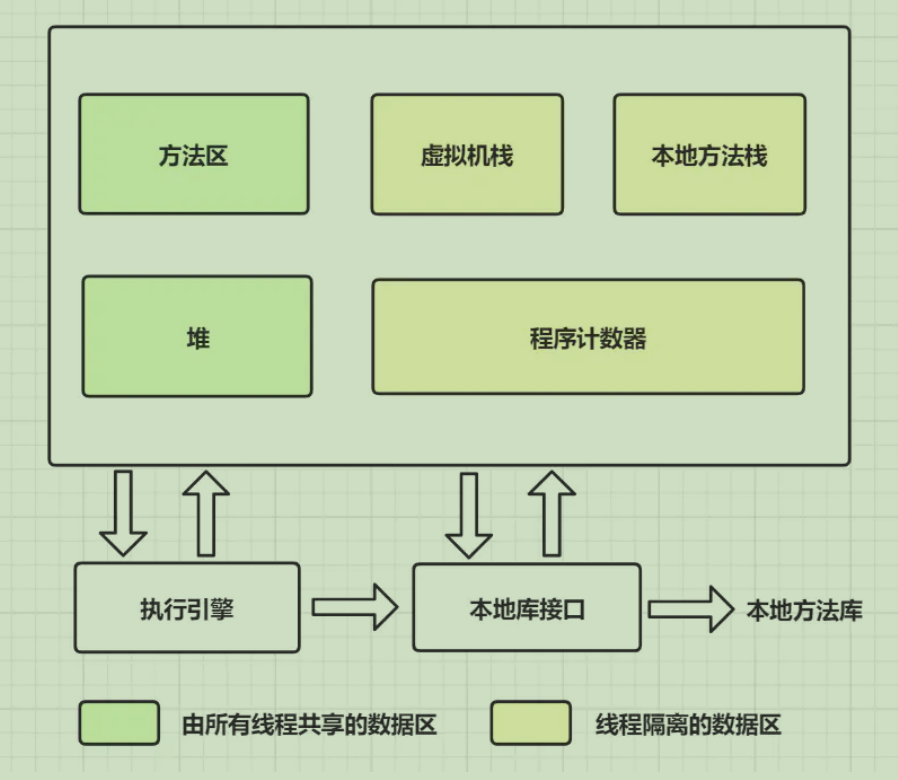 方法区
虚拟机栈
本地方法栈
堆
程序计数器
执行引擎
本地库接口
本地方法库
由所有线程共享的数据区
线程隔离的数据区